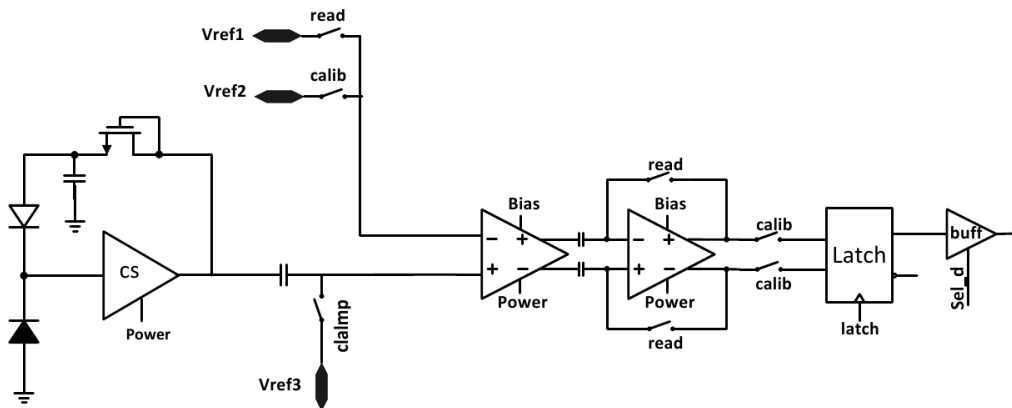 read
Vref1
calib
Vref2
read
Bias
Bias
calib
buff
CS
- +
- +
Latch
+ -
+ -
Power
Power
Power
calib
Sel_d
clalmp
read
latch
Vref3